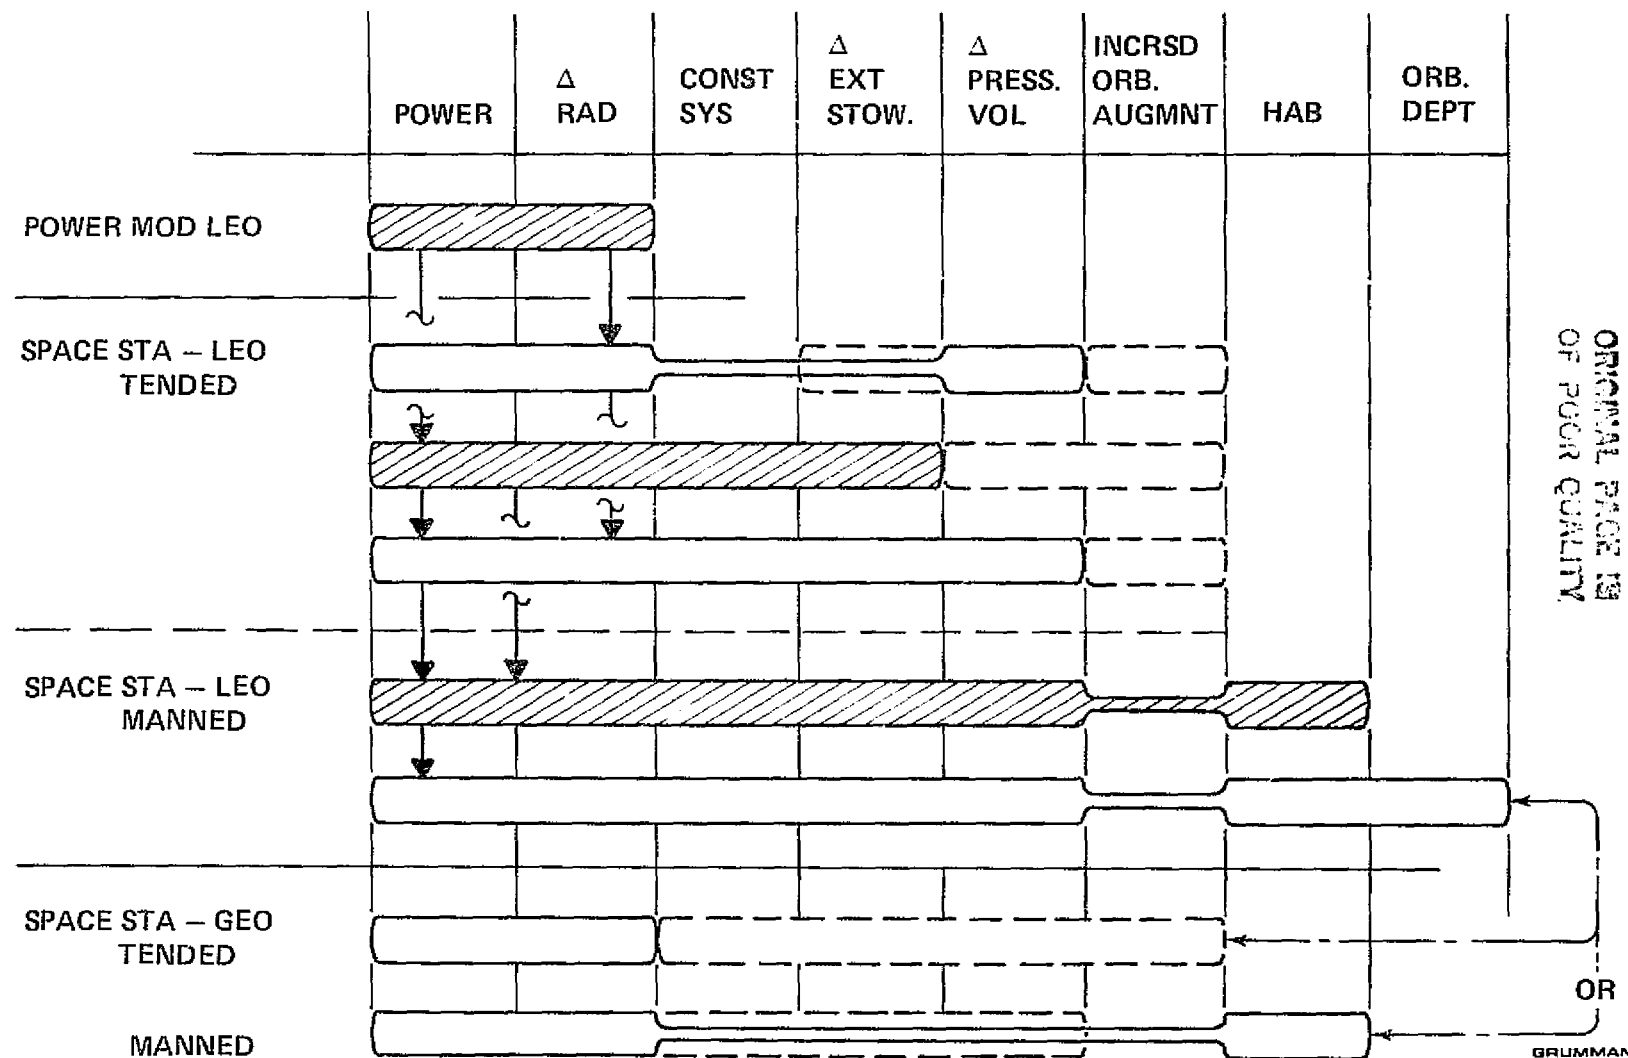 POWER
Δ
RAD
CONST
SYS
Δ
EXT
STOW.
Δ
PRESS.
VOL
INCRSD
ORB.
AUGMNT
HAB
ORB.
DEPT
POWER MOD LEO
SPACE STA – LEO
TENDED
SPACE STA – LEO
MANNED
SPACE STA – GEO
TENDED
MANNED
OR
GRUMMAN
ORIGINAL PAGE IS
OF POOR QUALITY